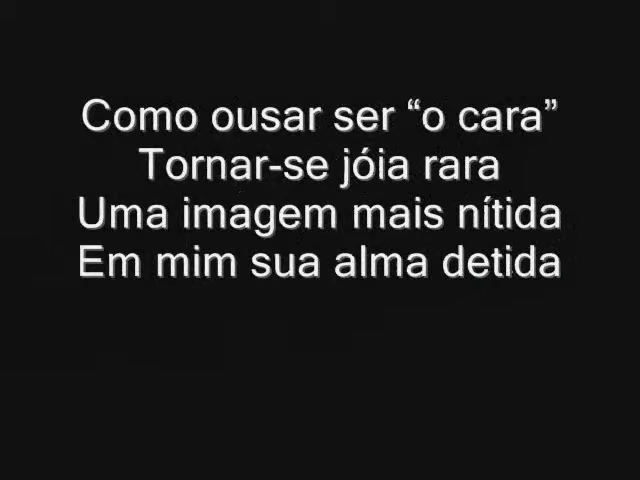 Como ousar ser “o cara”
Tornar-se jóia rara
Uma imagem mais nítida
Em mim sua alma detida